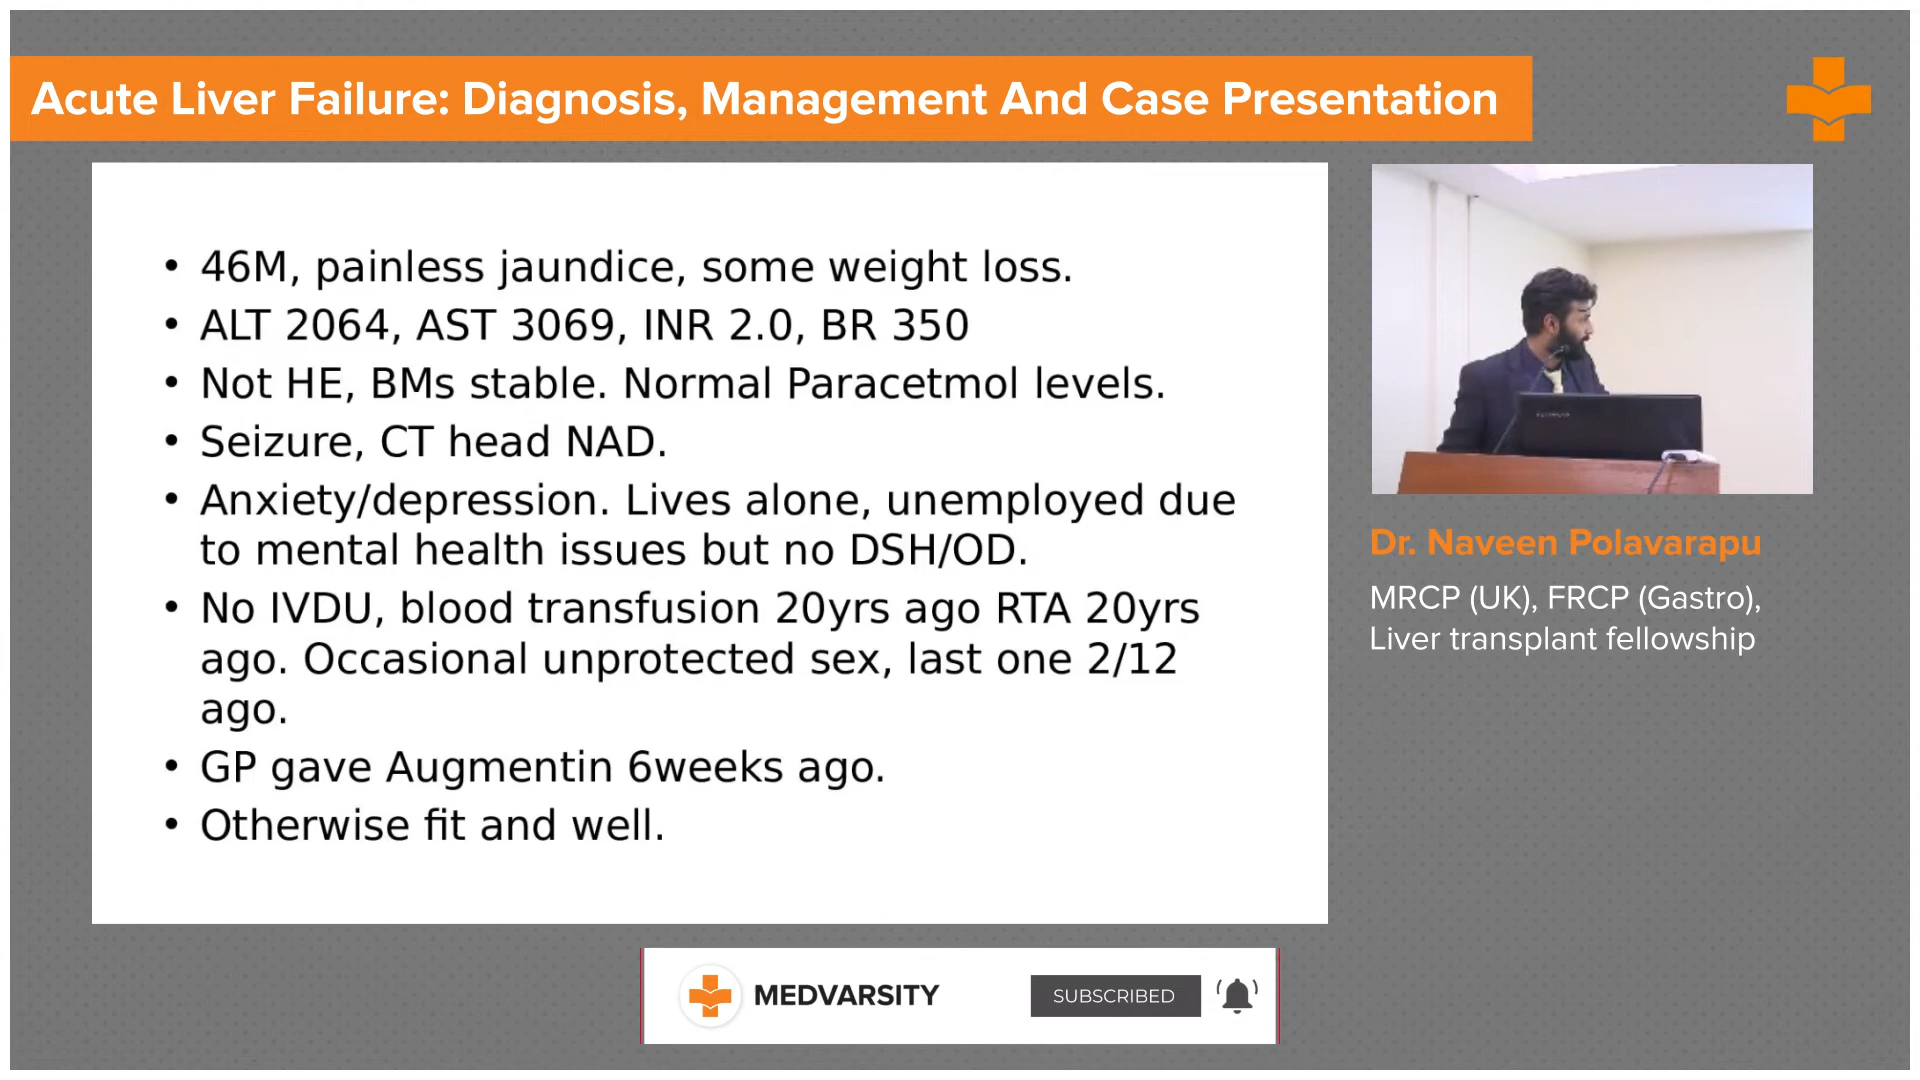 Acute Liver Failure: Diagnosis, Management And Case Presentation
• 46M, painless jaundice, some weight loss.
• ALT 2064, AST 3069, INR 2.0, BR 350
• Not HE, BMs stable. Normal Paracetmol levels.
• Seizure, CT head NAD.
• Anxiety/depression. Lives alone, unemployed due
to mental health issues but no DSH/OD.
• No IVDU, blood transfusion 20yrs ago RTA 20yrs
ago. Occasional unprotected sex, last one 2/12
ago.
• GP gave Augmentin 6weeks ago.
• Otherwise fit and well.
Dr. Naveen Polavarapu
MRCP (UK), FRCP (Gastro),
Liver transplant fellowship
MEDVARSITY
SUBSCRIBED